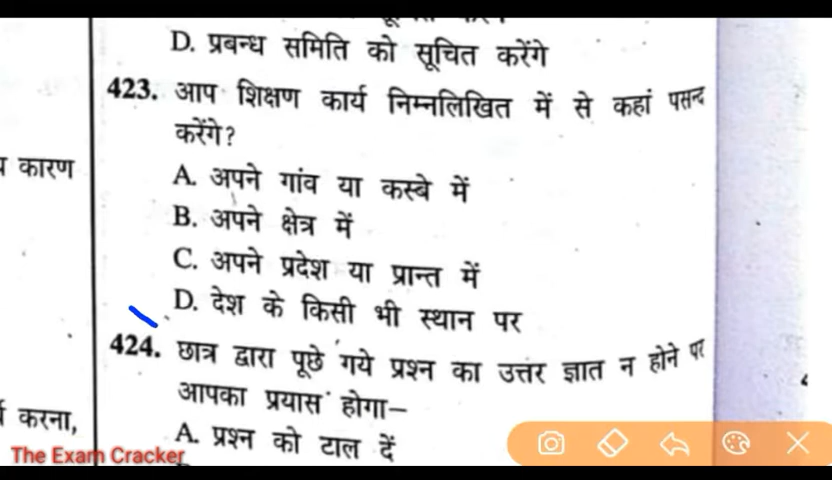 D. प्रबन्ध समिति को सूचित करेंगे
423. आप शिक्षण कार्य निम्नलिखित में से कहां पसन्द
करेंगे?
कारण
A. अपने गांव या कस्बे में
B. अपने क्षेत्र में
C. अपने प्रदेश या प्रान्त में
D. देश के किसी भी स्थान पर
424. छात्र द्वारा पूछे गये प्रश्न का उत्तर ज्ञात न होने पर
आपका प्रयास होगा–
करना,
A. प्रश्न को टाल दें
The Exam Cracker